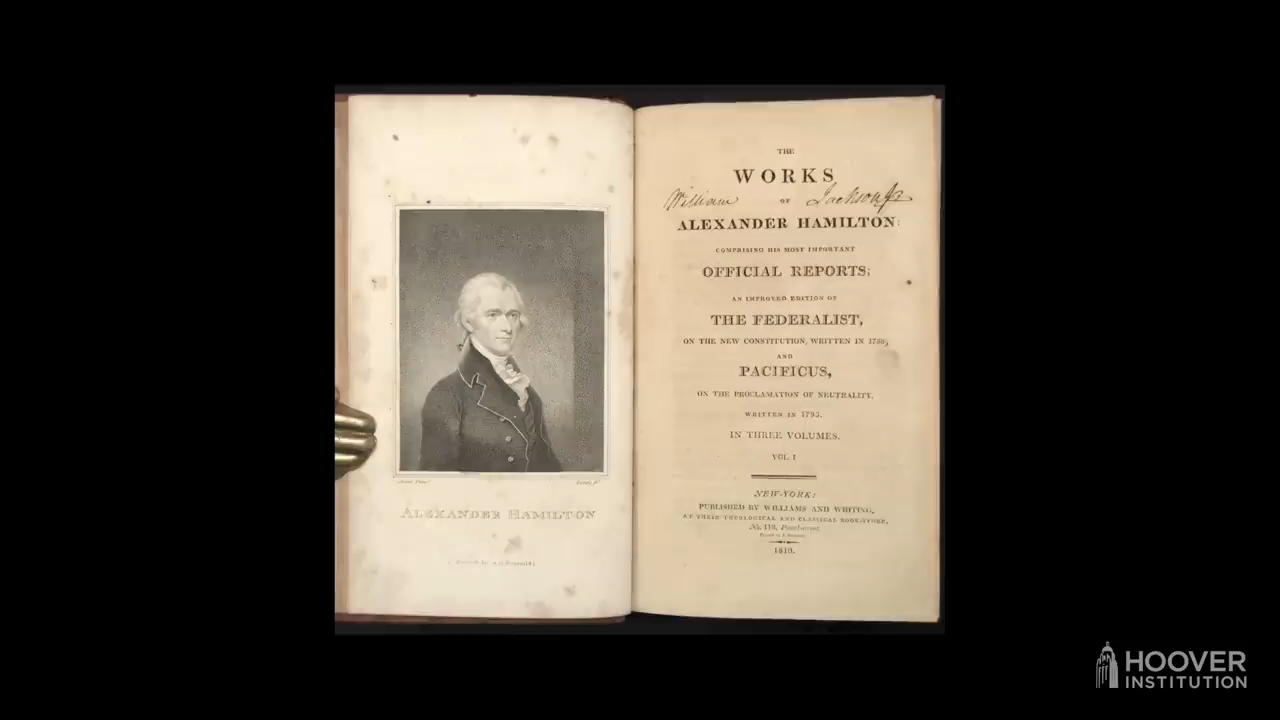 ALEXANDER HAMILTON
THE
WORKS
William Jackson Jr
OF
ALEXANDER HAMILTON:
COMPRISING HIS MOST IMPORTANT
OFFICIAL REPORTS;
AN IMPROVED EDITION OF
THE FEDERALIST,
ON THE NEW CONSTITUTION, WRITTEN IN 1788;
AND
PACIFICUS,
ON THE PROCLAMATION OF NEUTRALITY,
WRITTEN IN 1793.
IN THREE VOLUMES.
VOL. I
NEW-YORK:
PUBLISHED BY WILLIAMS AND WHITING,
AT THEIR THEOLOGICAL AND CLASSICAL BOOK-STORE,
No. 118, Pearl-street.
1810.
HOOVER
INSTITUTION